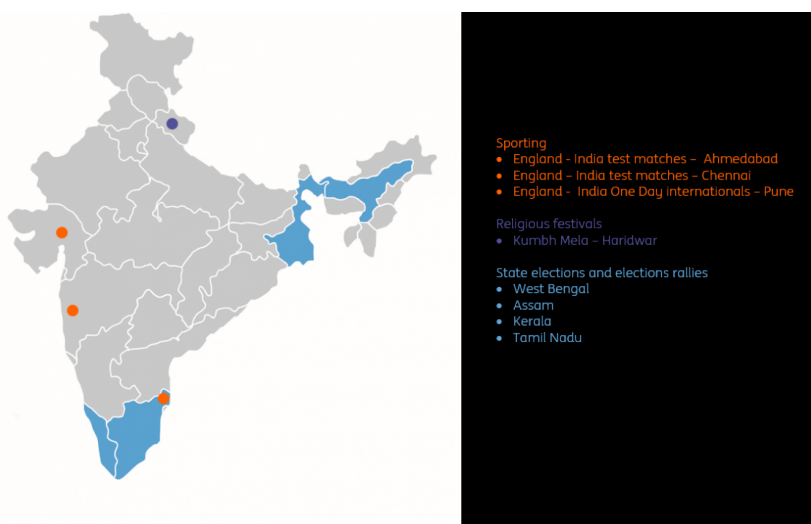 Sporting
• England - India test matches – Ahmedabad
• England – India test matches – Chennai
• England - India One Day internationals – Pune
Religious festivals
• Kumbh Mela – Haridwar
State elections and elections rallies
• West Bengal
• Assam
• Kerala
• Tamil Nadu